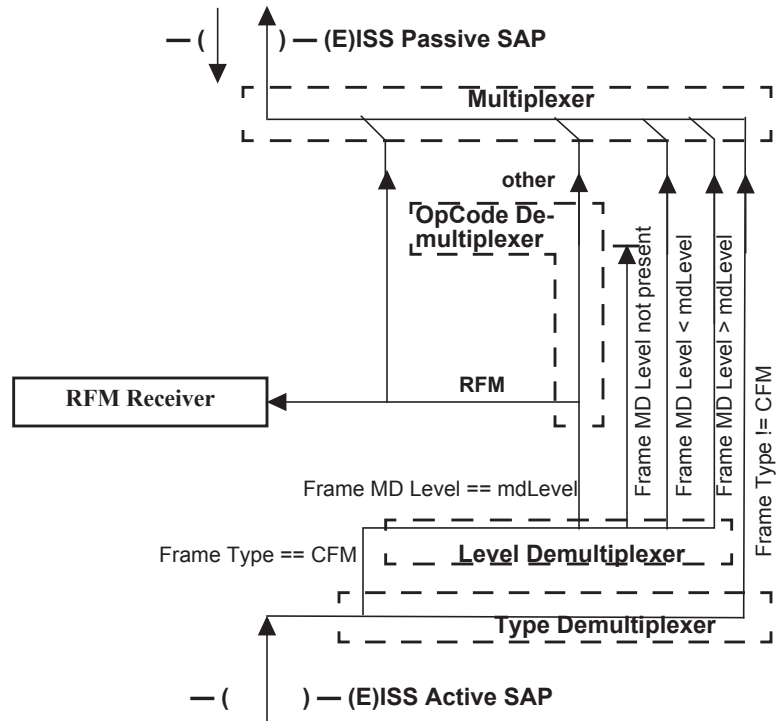 — ( ) — (E)ISS Passive SAP
Multiplexer
other
OpCode De-
multiplexer
Frame MD Level not present
Frame MD Level < mdLevel
Frame MD Level > mdLevel
Frame Type != CFM
RFM
RFM Receiver
Frame MD Level == mdLevel
Frame Type == CFM
Level Demultiplexer
Type Demultiplexer
— ( ) — (E)ISS Active SAP